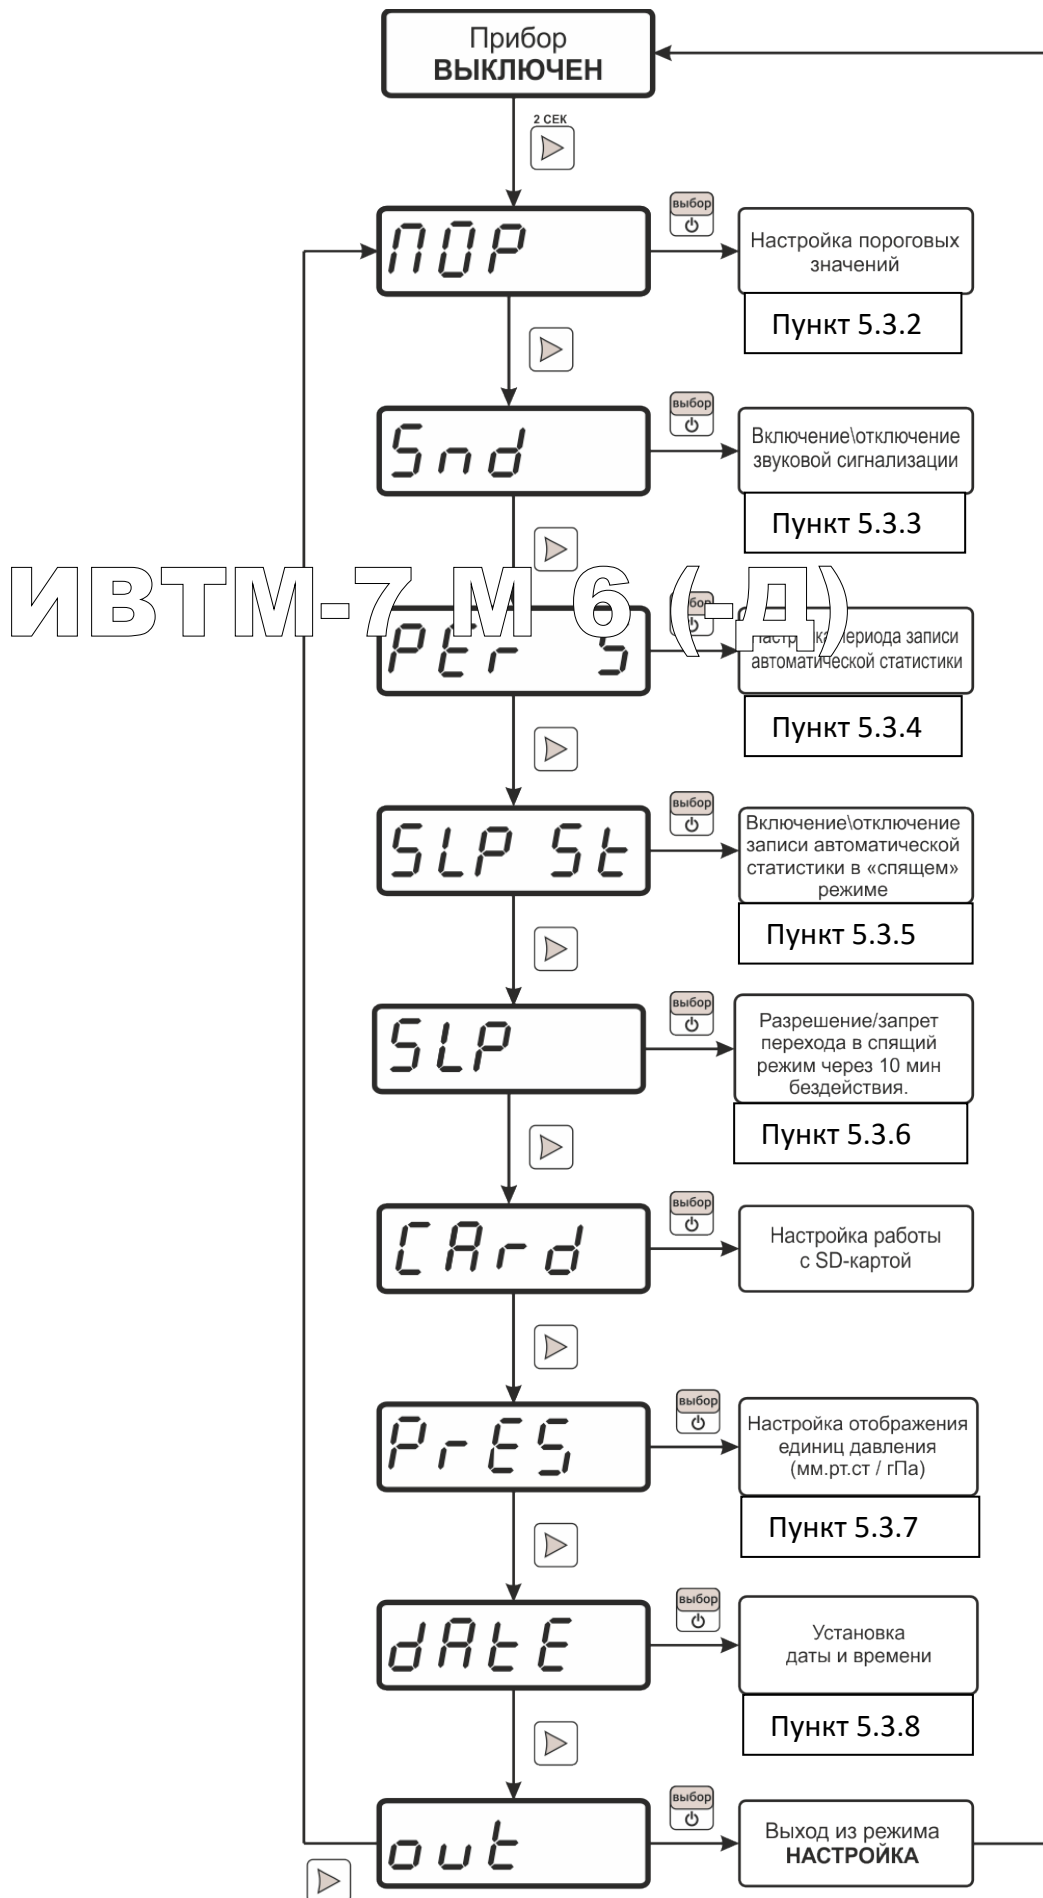 Прибор
ВЫКЛЮЧЕН
2 СЕК
ПОР
выбор
Настройка пороговых
значений
Пункт 5.3.2
Snd
выбор
Включение\отключение
звуковой сигнализации
Пункт 5.3.3
ИВТМ-7 М 6 (-Д)
PEr S
периода записи
автоматической статистики
Пункт 5.3.4
SLP St
выбор
Включение\отключение
записи автоматической
статистики в «спящем»
режиме
Пункт 5.3.5
SLP
выбор
Разрешение/запрет
перехода в спящий
режим через 10 мин
бездействия.
Пункт 5.3.6
CArd
выбор
Настройка работы
с SD-картой
PrES
выбор
Настройка отображения
единиц давления
(мм.рт.ст / гПа)
Пункт 5.3.7
dAtE
выбор
Установка
даты и времени
Пункт 5.3.8
out
выбор
Выход из режима
НАСТРОЙКА